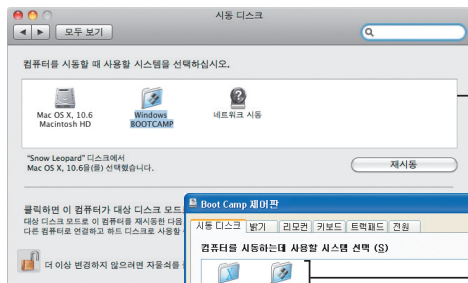 시동 디스크
모두 보기
컴퓨터를 시동할 때 사용할 시스템을 선택하십시오.
Mac OS X, 10.6
Macintosh HD
Windows
BOOTCAMP
네트워크 시동
"Snow Leopard" 디스크에서
Mac OS X, 10.6을(를) 선택했습니다.
재시동
클릭하면 이 컴퓨터가 대상 디스크 모드
대상 디스크 모드로 이 컴퓨터를 재시동한 다음
다른 컴퓨터로 연결하고 하드 디스크로 사용할
더 이상 변경하지 않으려면 자물쇠를
Boot Camp 제어판
시동 디스크 밝기 리모컨 키보드 트랙패드 전원
컴퓨터를 시동하는데 사용할 시스템 선택 (S)